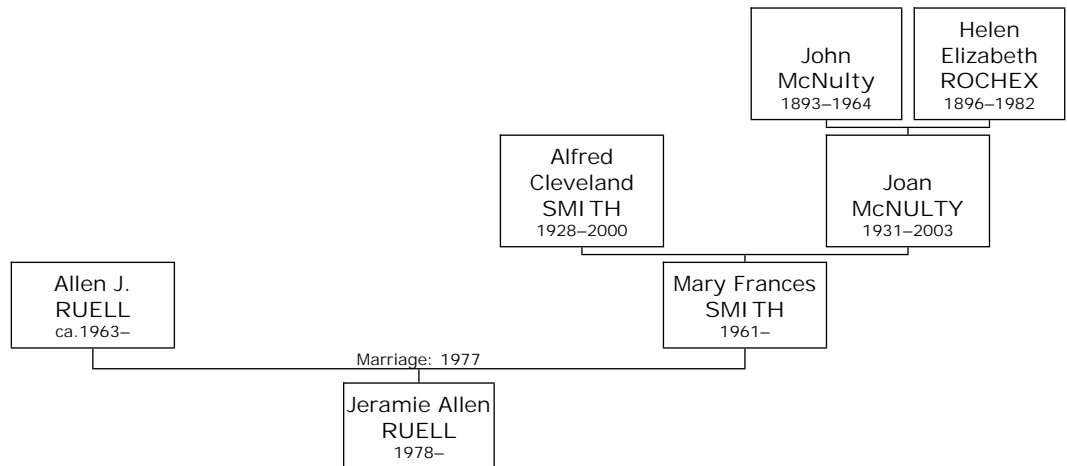 John
McNulty
1893–1964
Helen
Elizabeth
ROCHEX
1896–1982
Alfred
Cleveland
SMITH
1928–2000
Joan
McNULTY
1931–2003
Allen J.
RUELL
ca.1963–
Mary Frances
SMITH
1961–
Marriage: 1977
Jeramie Allen
RUELL
1978–